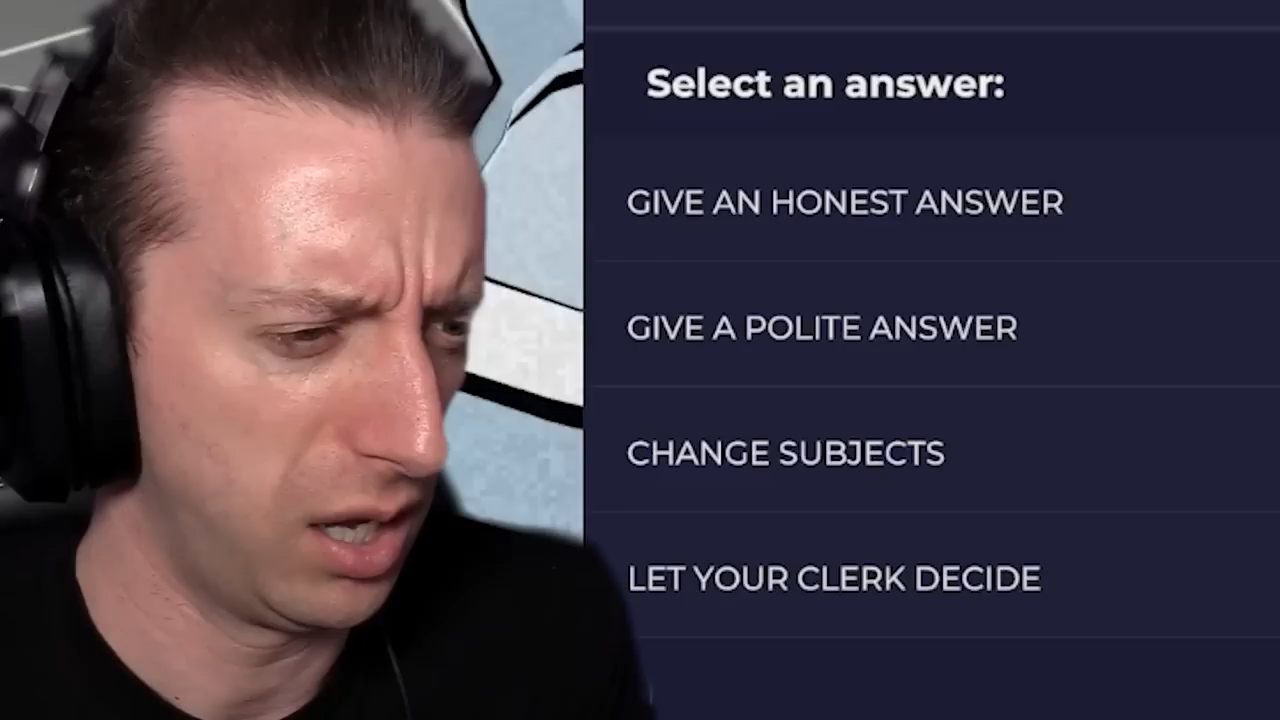 Select an answer:
GIVE AN HONEST ANSWER
GIVE A POLITE ANSWER
CHANGE SUBJECTS
LET YOUR CLERK DECIDE